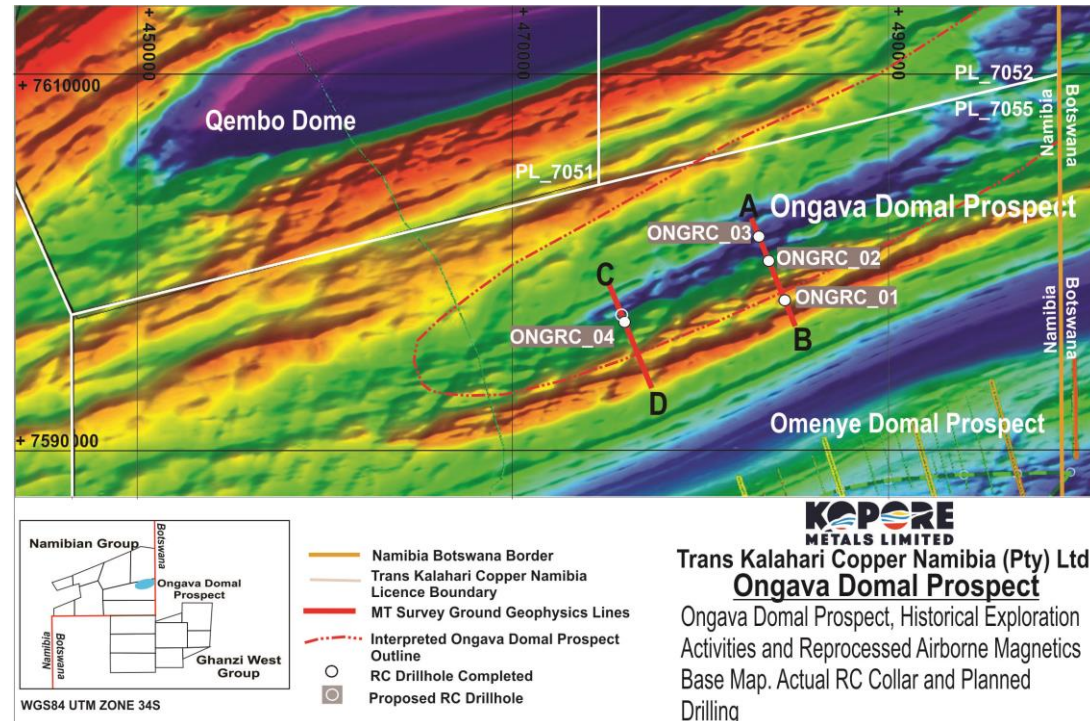 450000
470000
490000
+ 7610000
PL_7052
PL_7055
Namibia
Botswana
Qembo Dome
PL_7051
A
Ongava Domal Prospect
ONGRC_03
ONGRC_02
C
ONGRC_01
ONGRC_04
B
Namibia
Botswana
D
Omenye Domal Prospect
+ 7590000
Namibian Group
Botswana
Ongava Domal
Prospect
Namibia
Botswana
Ghanzi West
Group
WGS84 UTM ZONE 34S
Namibia Botswana Border
Trans Kalahari Copper Namibia
Licence Boundary
MT Survey Ground Geophysics Lines
Interpreted Ongava Domal Prospect
Outline
RC Drillhole Completed
Proposed RC Drillhole
KOPORE
METALS LIMITED
Trans Kalahari Copper Namibia (Pty) Ltd
Ongava Domal Prospect
Ongava Domal Prospect, Historical Exploration
Activities and Reprocessed Airborne Magnetics
Base Map. Actual RC Collar and Planned
Drilling